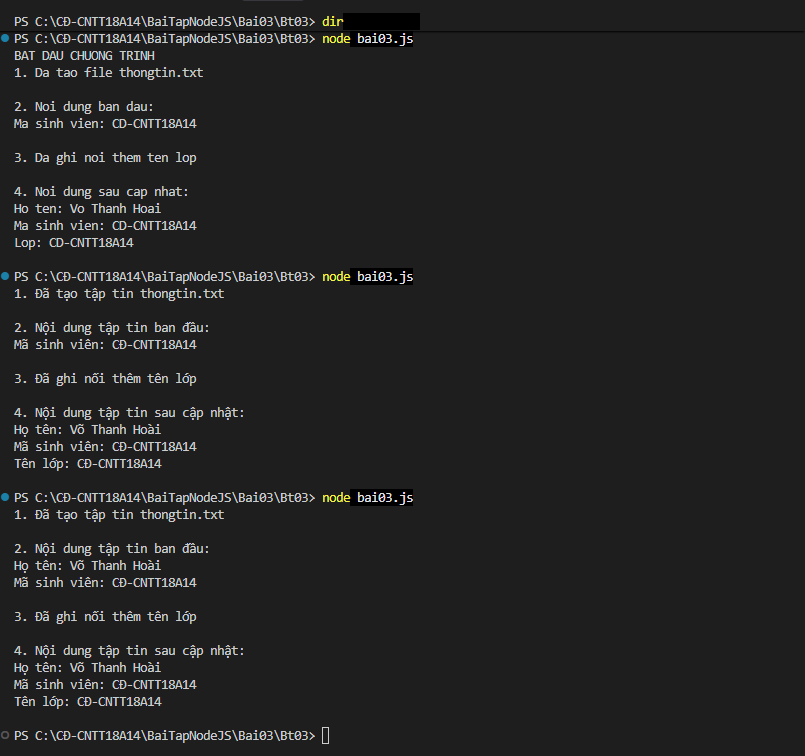 PS C:\CĐ-CNTT18A14\BaiTapNodeJS\Bai03\Bt03> dir
PS C:\CĐ-CNTT18A14\BaiTapNodeJS\Bai03\Bt03> node bai03.js
BAT DAU CHUONG TRINH
1. Da tao file thongtin.txt
2. Noi dung ban dau:
Ma sinh vien: CD-CNTT18A14
3. Da ghi noi them ten lop
4. Noi dung sau cap nhat:
Ho ten: Vo Thanh Hoai
Ma sinh vien: CD-CNTT18A14
Lop: CD-CNTT18A14
PS C:\CĐ-CNTT18A14\BaiTapNodeJS\Bai03\Bt03> node bai03.js
1. Đã tạo tập tin thongtin.txt
2. Nội dung tập tin ban đầu:
Mã sinh viên: CĐ-CNTT18A14
3. Đã ghi nối thêm tên lớp
4. Nội dung tập tin sau cập nhật:
Họ tên: Võ Thanh Hoài
Mã sinh viên: CĐ-CNTT18A14
Tên lớp: CĐ-CNTT18A14
PS C:\CĐ-CNTT18A14\BaiTapNodeJS\Bai03\Bt03> node bai03.js
1. Đã tạo tập tin thongtin.txt
2. Nội dung tập tin ban đầu:
Họ tên: Võ Thanh Hoài
Mã sinh viên: CĐ-CNTT18A14
3. Đã ghi nối thêm tên lớp
4. Nội dung tập tin sau cập nhật:
Họ tên: Võ Thanh Hoài
Mã sinh viên: CĐ-CNTT18A14
Tên lớp: CĐ-CNTT18A14
PS C:\CĐ-CNTT18A14\BaiTapNodeJS\Bai03\Bt03>